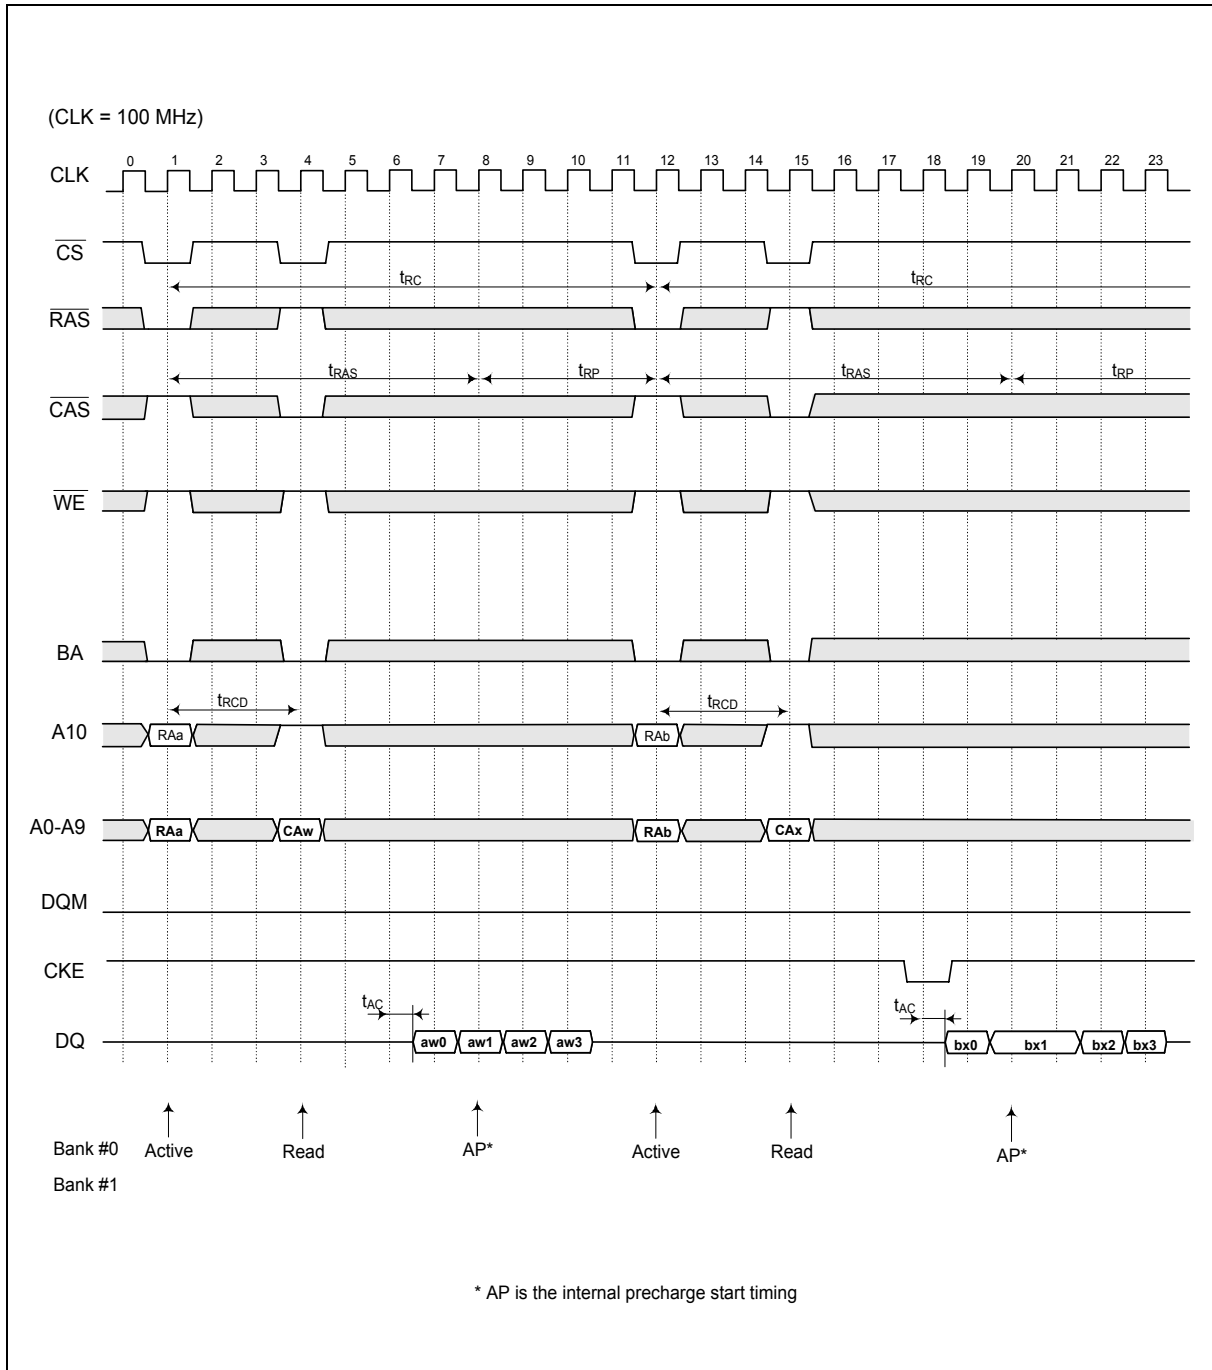 (CLK = 100 MHz)
0 1 2 3 4 5 6 7 8 9 10 11 12 13 14 15 16 17 18 19 20 21 22 23
CLK
CS
tRC tRC
RAS
tRAS tRP tRAS tRP
CAS
WE
BA
tRCD tRCD
A10 RAa RAb
A0-A9 RAa CAw RAb CAx
DQM
CKE
tAC tAC
DQ aw0 aw1 aw2 aw3 bx0 bx1 bx2 bx3
Bank #0 Active Read AP* Active Read AP*
Bank #1
* AP is the internal precharge start timing